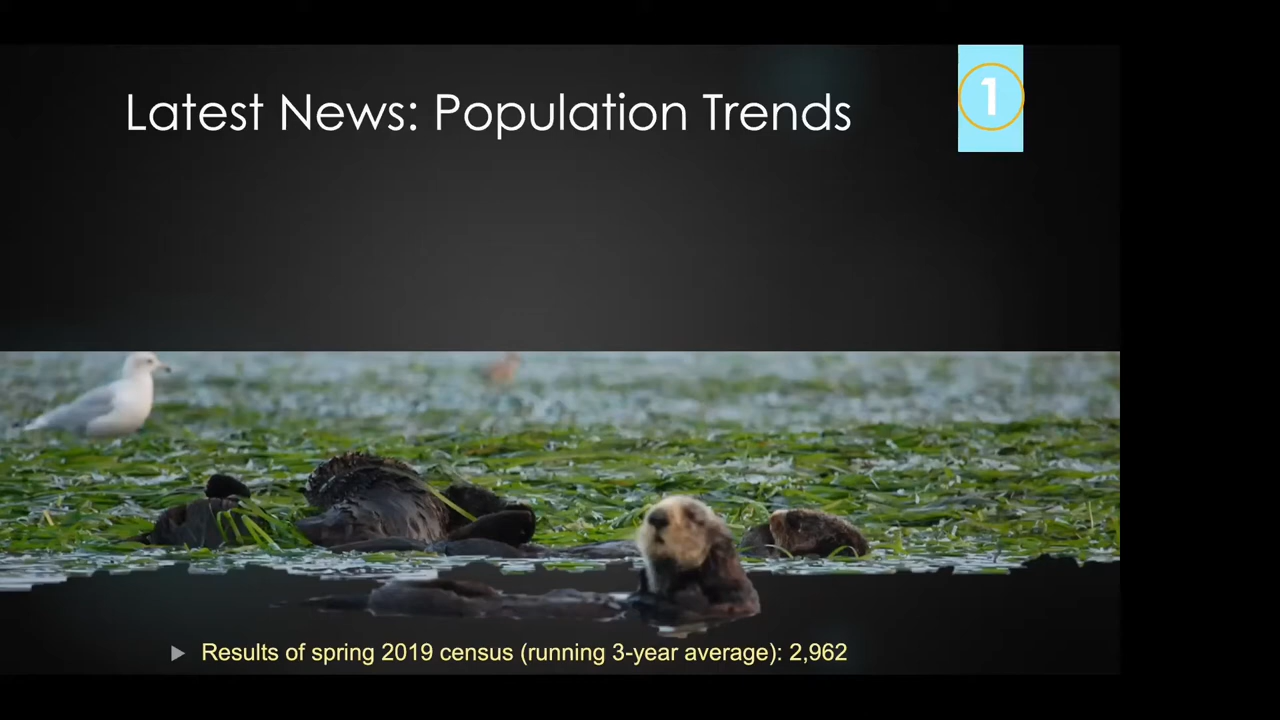 Latest News: Population Trends
1
Results of spring 2019 census (running 3-year average): 2,962